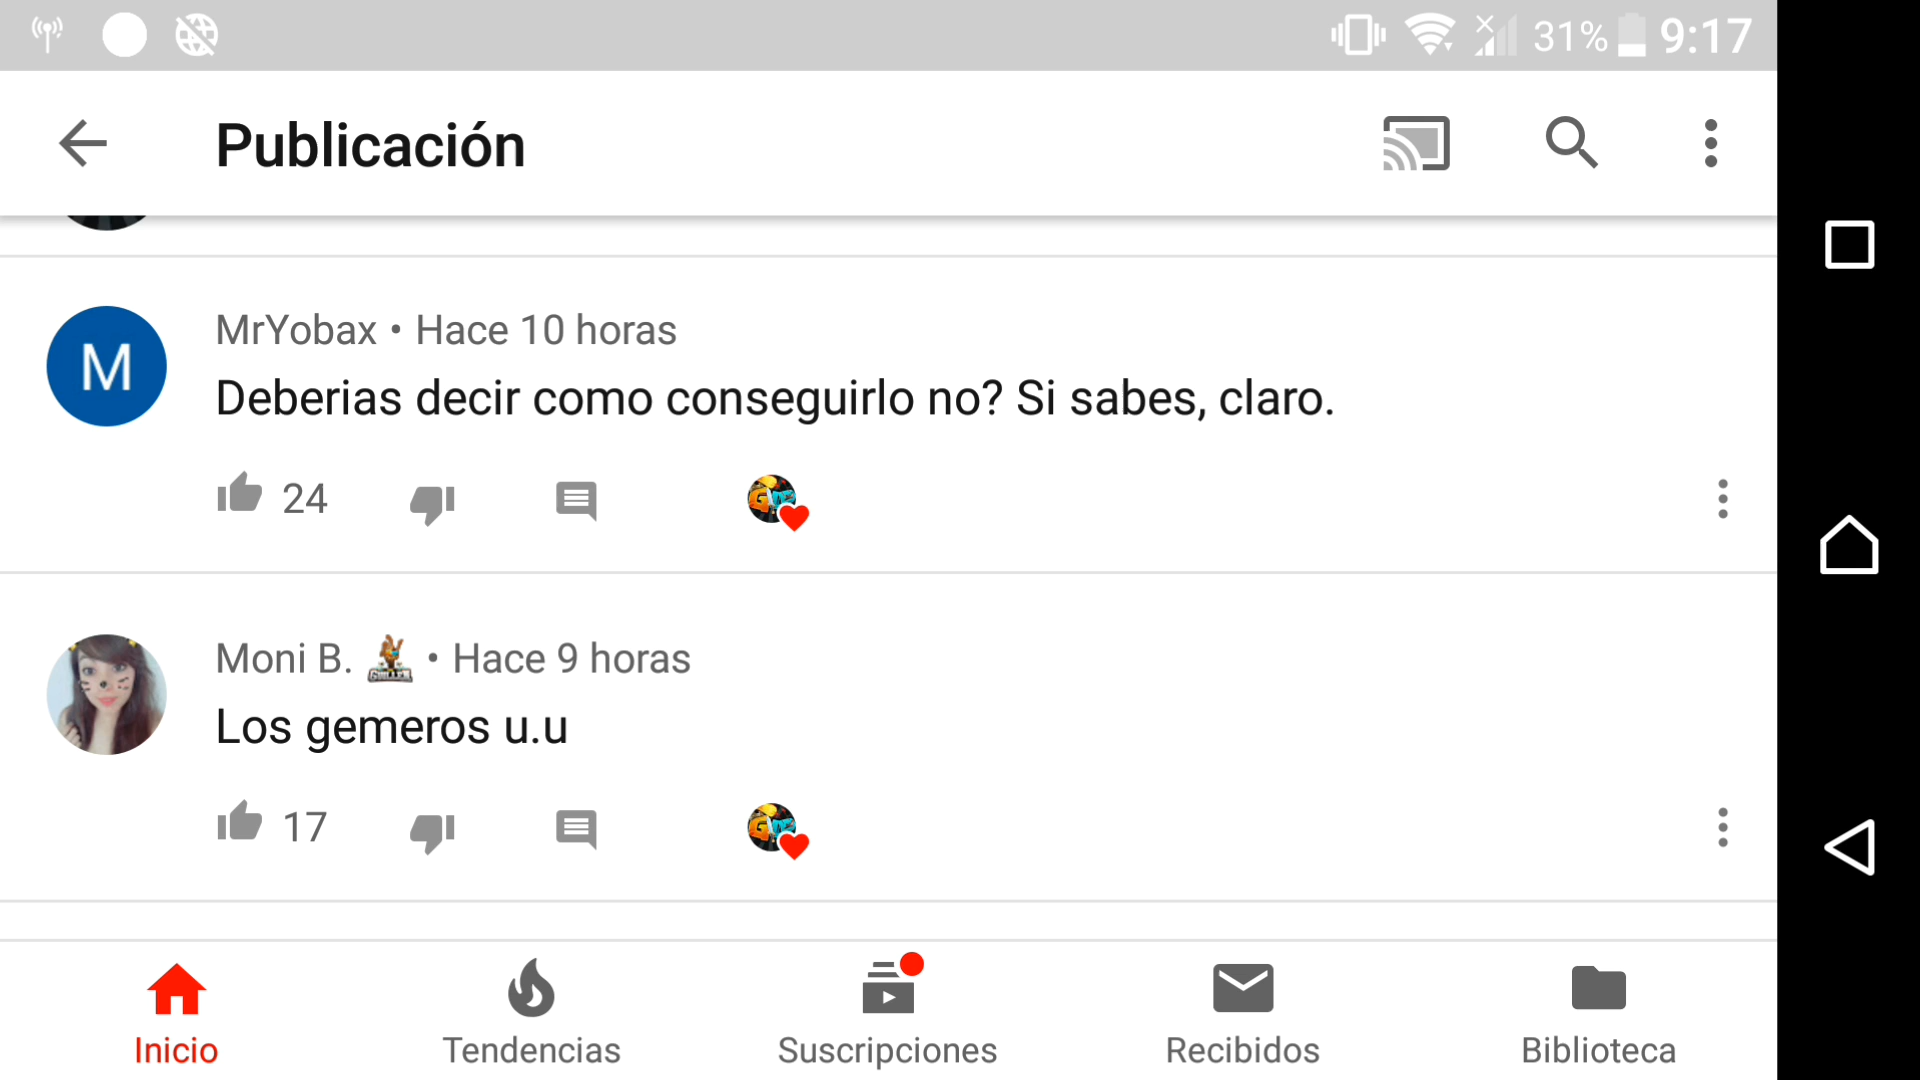 31% 9:17
Publicación
M
MrYobax • Hace 10 horas
Deberias decir como conseguirlo no? Si sabes, claro.
24
Moni B. • Hace 9 horas
Los gemeros u.u
17
Inicio Tendencias Suscripciones Recibidos Biblioteca